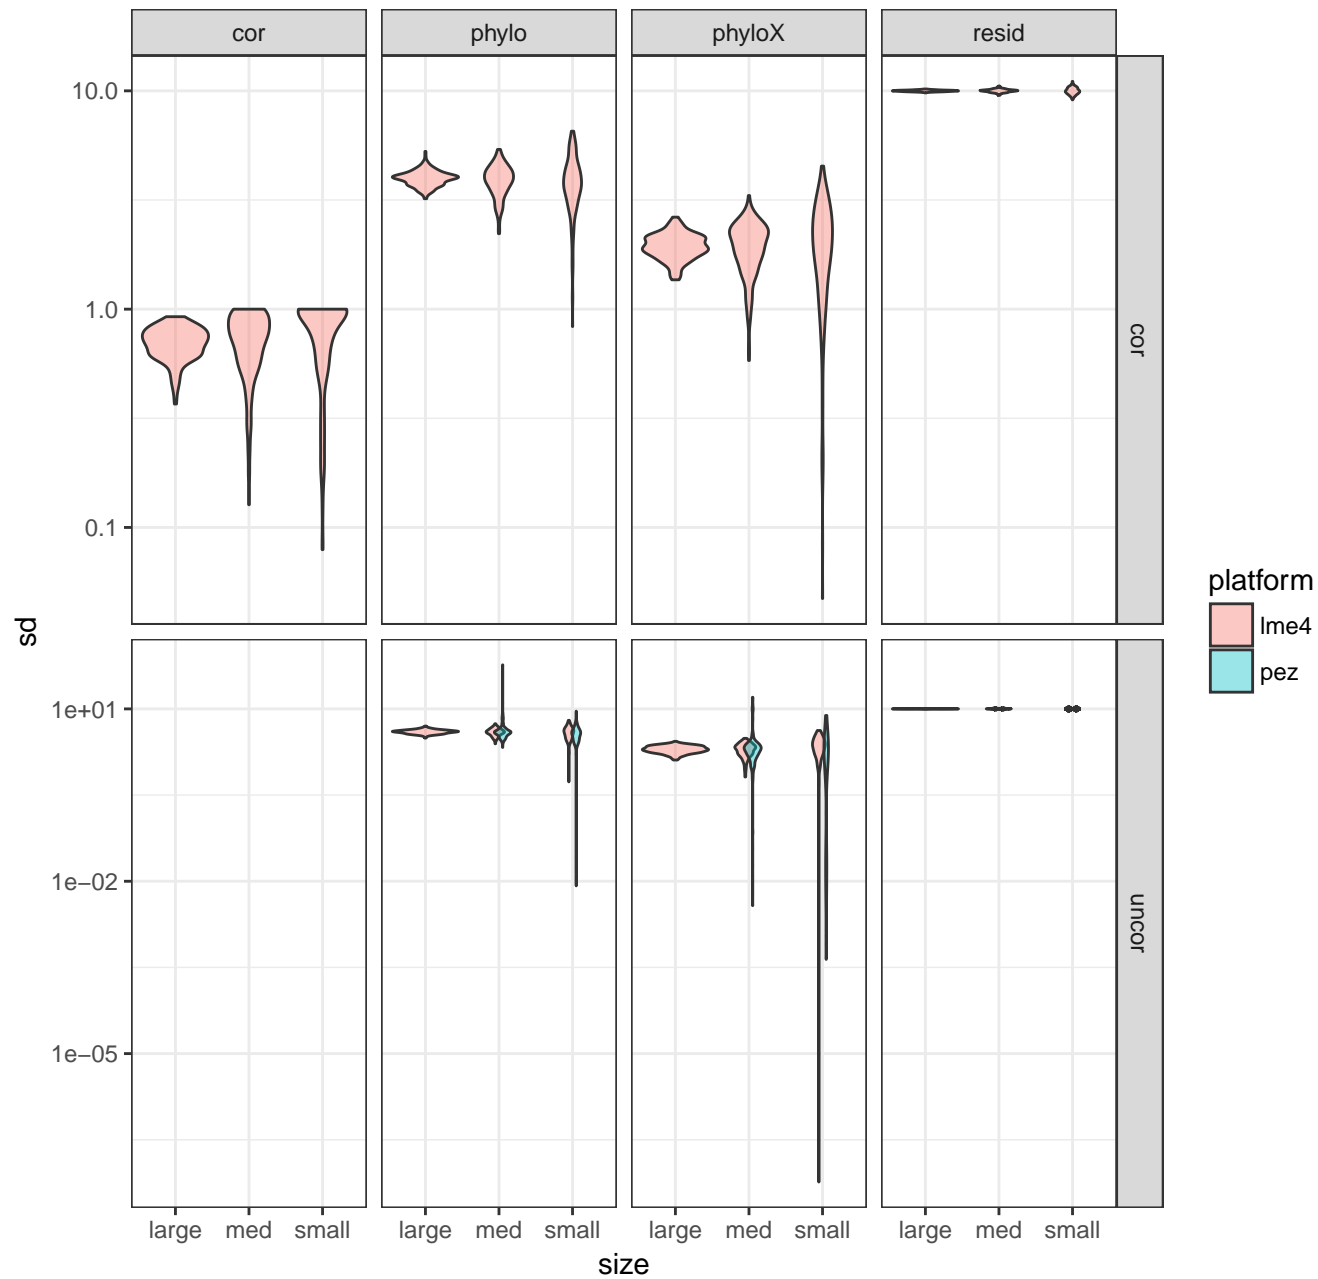 cor phylo phyloX resid
10.0
1.0
0.1
cor
sd
1e+01
1e−02
1e−05
uncor
platform
lme4
pez
large med small large med small large med small large med small
size